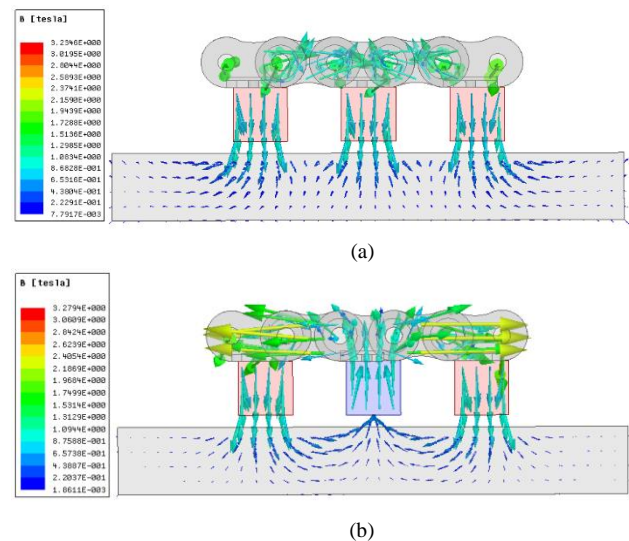 B [tesla]
3.2346E+000
3.0195E+000
2.8044E+000
2.5893E+000
2.3741E+000
2.1590E+000
1.9439E+000
1.7288E+000
1.5136E+000
1.2985E+000
1.0834E+000
8.6828E-001
6.5316E-001
4.3804E-001
2.2291E-001
7.7917E-003
(a)
B [tesla]
3.2794E+000
3.0609E+000
2.8424E+000
2.6239E+000
2.4054E+000
2.1869E+000
1.9684E+000
1.7499E+000
1.5314E+000
1.3129E+000
1.0944E+000
8.7588E-001
6.5738E-001
4.3887E-001
2.2037E-001
1.8611E-003
(b)